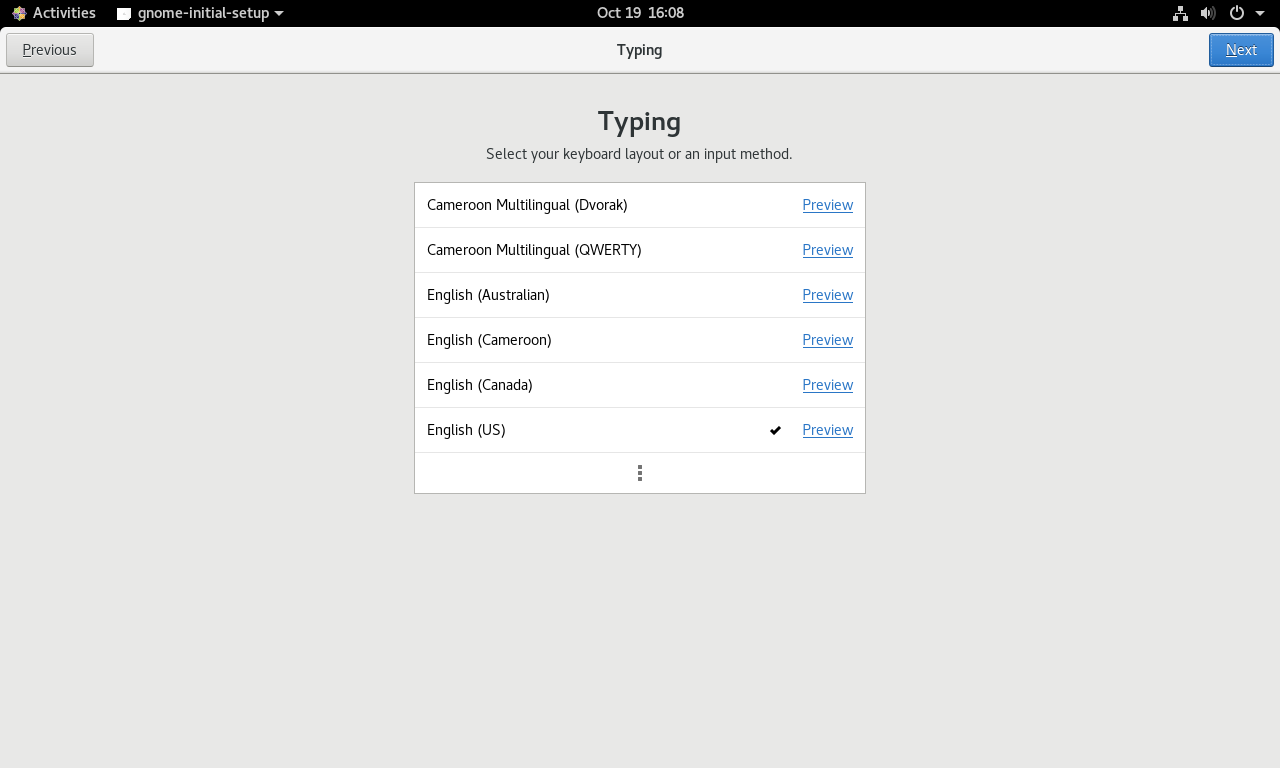 Activities gnome-initial-setup Oct 19 16:08
Previous Typing Next
Typing
Select your keyboard layout or an input method.
Cameroon Multilingual (Dvorak) Preview
Cameroon Multilingual (QWERTY) Preview
English (Australian) Preview
English (Cameroon) Preview
English (Canada) Preview
English (US) Preview